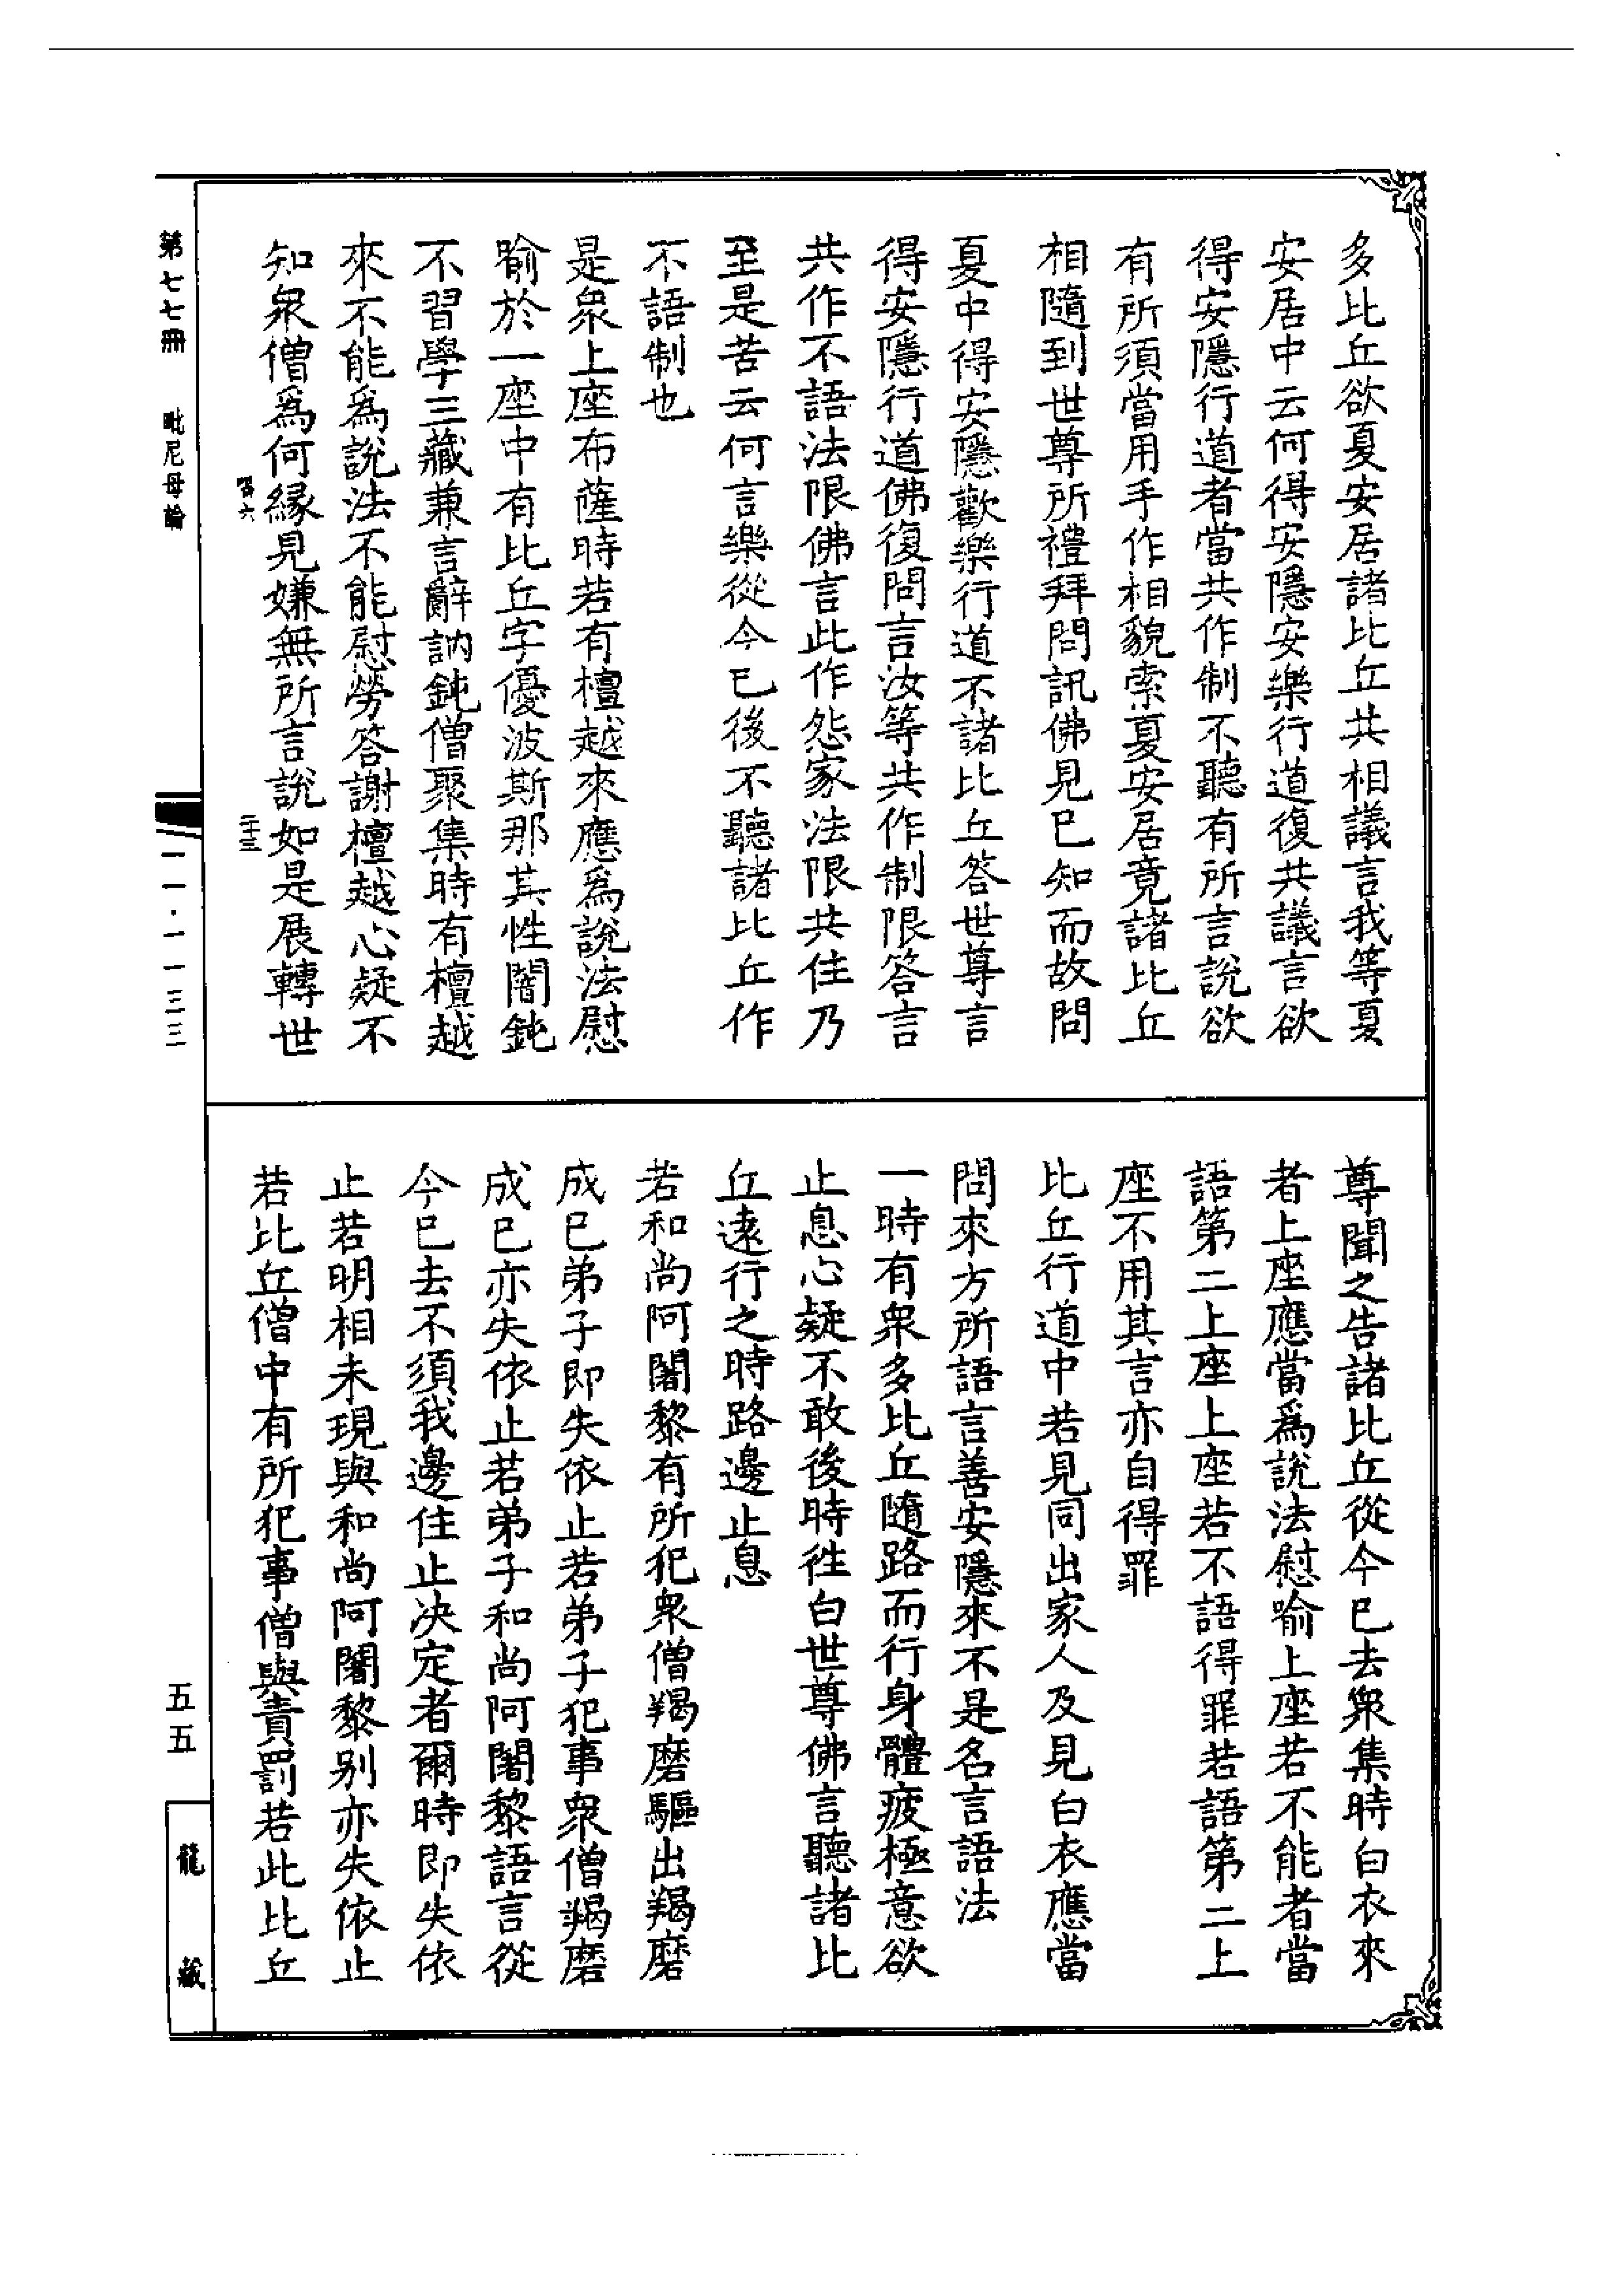 多比丘欲夏安居諸比丘共相議言我等夏
安居中云何得安隱安樂行道復共議言欲
得安隱行道者當共作制不聽有所言說欲
有所須當用手作相貌索夏安居竟諸比丘
相隨到世尊所禮拜問訊佛見已知而故問
夏中得安隱歡樂行道不諸比丘答世尊言
得安隱行道佛復問言汝等共作制限答言
共作不語法限佛言此作怨家法限共住乃
至是苦云何言樂從今已後不聽諸比丘作
不語制也
是衆上座布薩時若有檀越來應爲說法慰
喻於一座中有比丘字優波斯那其性闇鈍
不習學三藏兼言辭訥鈍僧聚集時有檀越
來不能爲說法不能慰勞答謝檀越心疑不
知衆僧爲何緣見嫌無所言說如是展轉世
尊聞之告諸比丘從今已去衆集時白衣來
者上座應當爲說法慰喻上座若不能者當
語第二上座上座若不語得罪若語第二上
座不用其言亦自得罪
比丘行道中若見同出家人及見白衣應當
問來方所語言善安隱來不是名言語法
一時有衆多比丘隨路而行身體疲極意欲
止息心疑不敢後時往白世尊佛言聽諸比
丘遠行之時路邊止息
若和尚阿闍黎有所犯衆僧羯磨驅出羯磨
成已弟子即失依止若弟子犯事衆僧羯磨
成已亦失依止若弟子和尚阿闍黎語言從
今已去不須我邊住止決定者爾時即失依
止若明相未現與和尚阿闍黎别亦失依止
若比丘僧中有所犯事僧與責罰若此比丘
第七七冊 毗尼母論
二十三
一一·一一三三
五五
龍藏